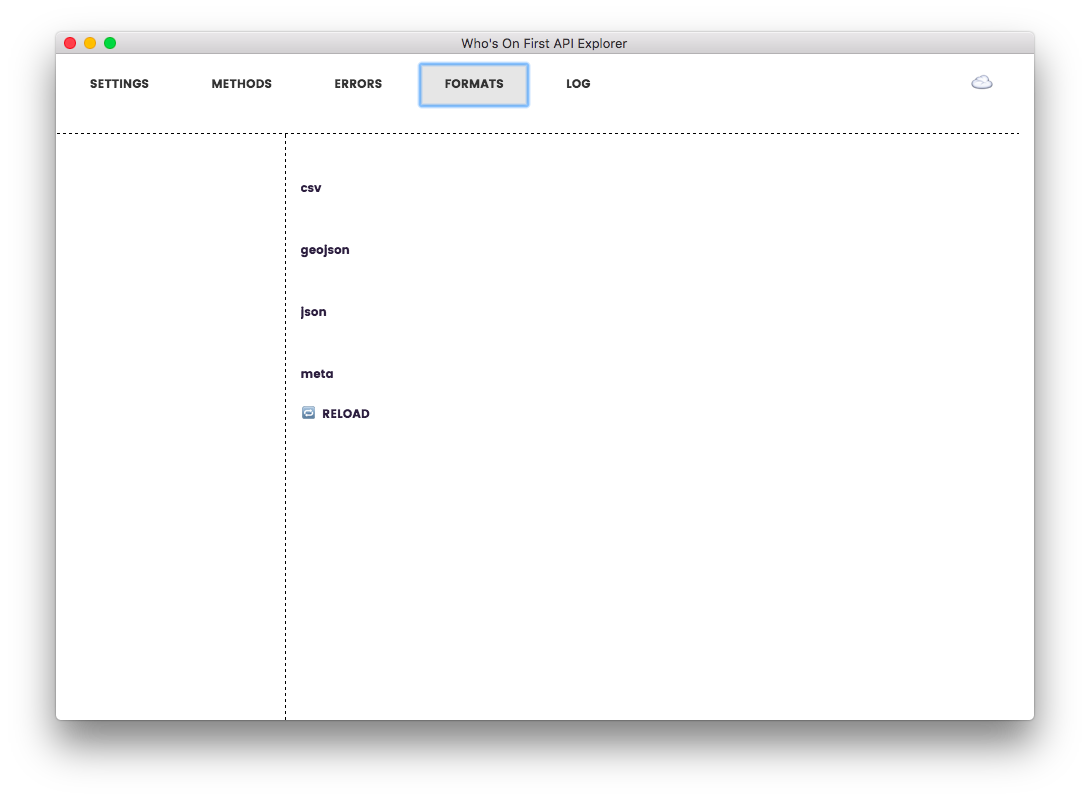 Who's On First API Explorer
SETTINGS METHODS ERRORS FORMATS LOG
csv
geojson
json
meta
RELOAD